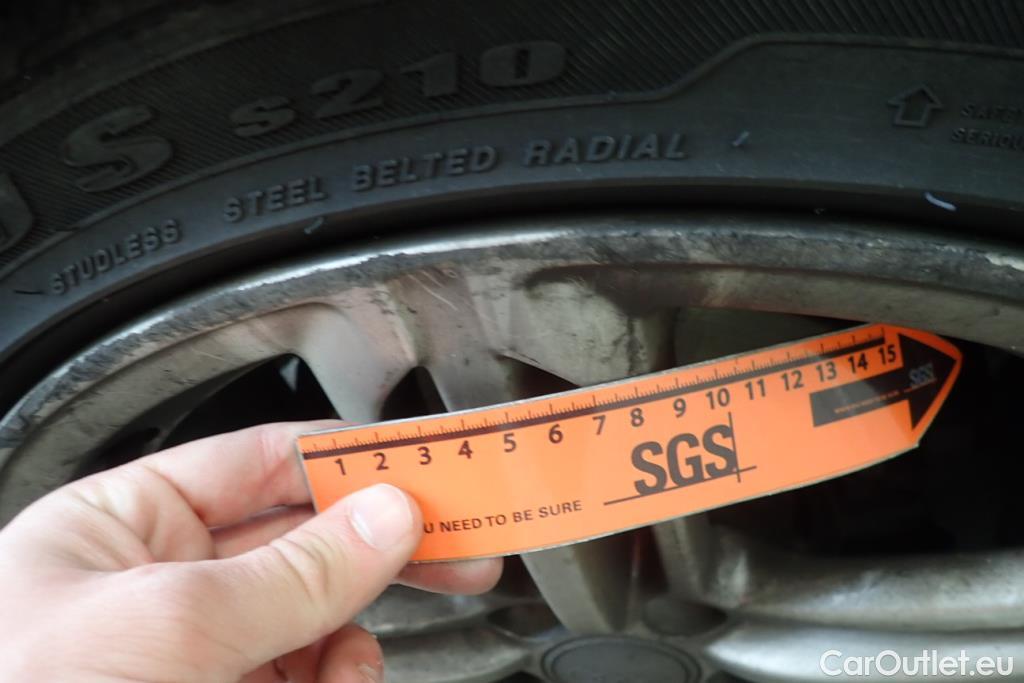 S S210
STUDLESS STEEL BELTED RADIAL
SAFETY
1 2 3 4 5 6 7 8 9 10 11 12 13 14 15
SGS
SGS
U NEED TO BE SURE
CarOutlet.eu